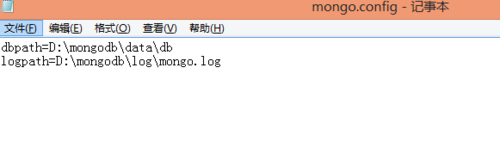 mongo.config - 记事本
文件(F) 编辑(E) 格式(O) 查看(V) 帮助(H)
dbpath=D:\mongodb\data\db
logpath=D:\mongodb\log\mongo.log